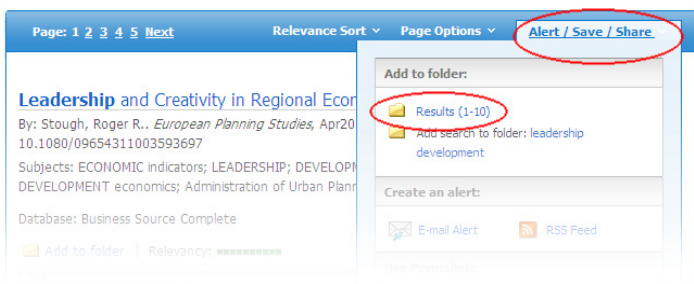 Page: 1 2 3 4 5 Next
Relevance Sort
Page Options
Alert / Save / Share
Leadership and Creativity in Regional Econ
By: Stough, Roger R.. European Planning Studies, Apr20
10.1080/09654311003593697
Subjects: ECONOMIC indicators; LEADERSHIP; DEVELOPM
DEVELOPMENT economics; Administration of Urban Plann
Database: Business Source Complete
Add to folder | Relevancy:
Add to folder:
Results (1-10)
Add search to folder: leadership
development
Create an alert:
E-mail Alert
RSS Feed
Use Permalink: